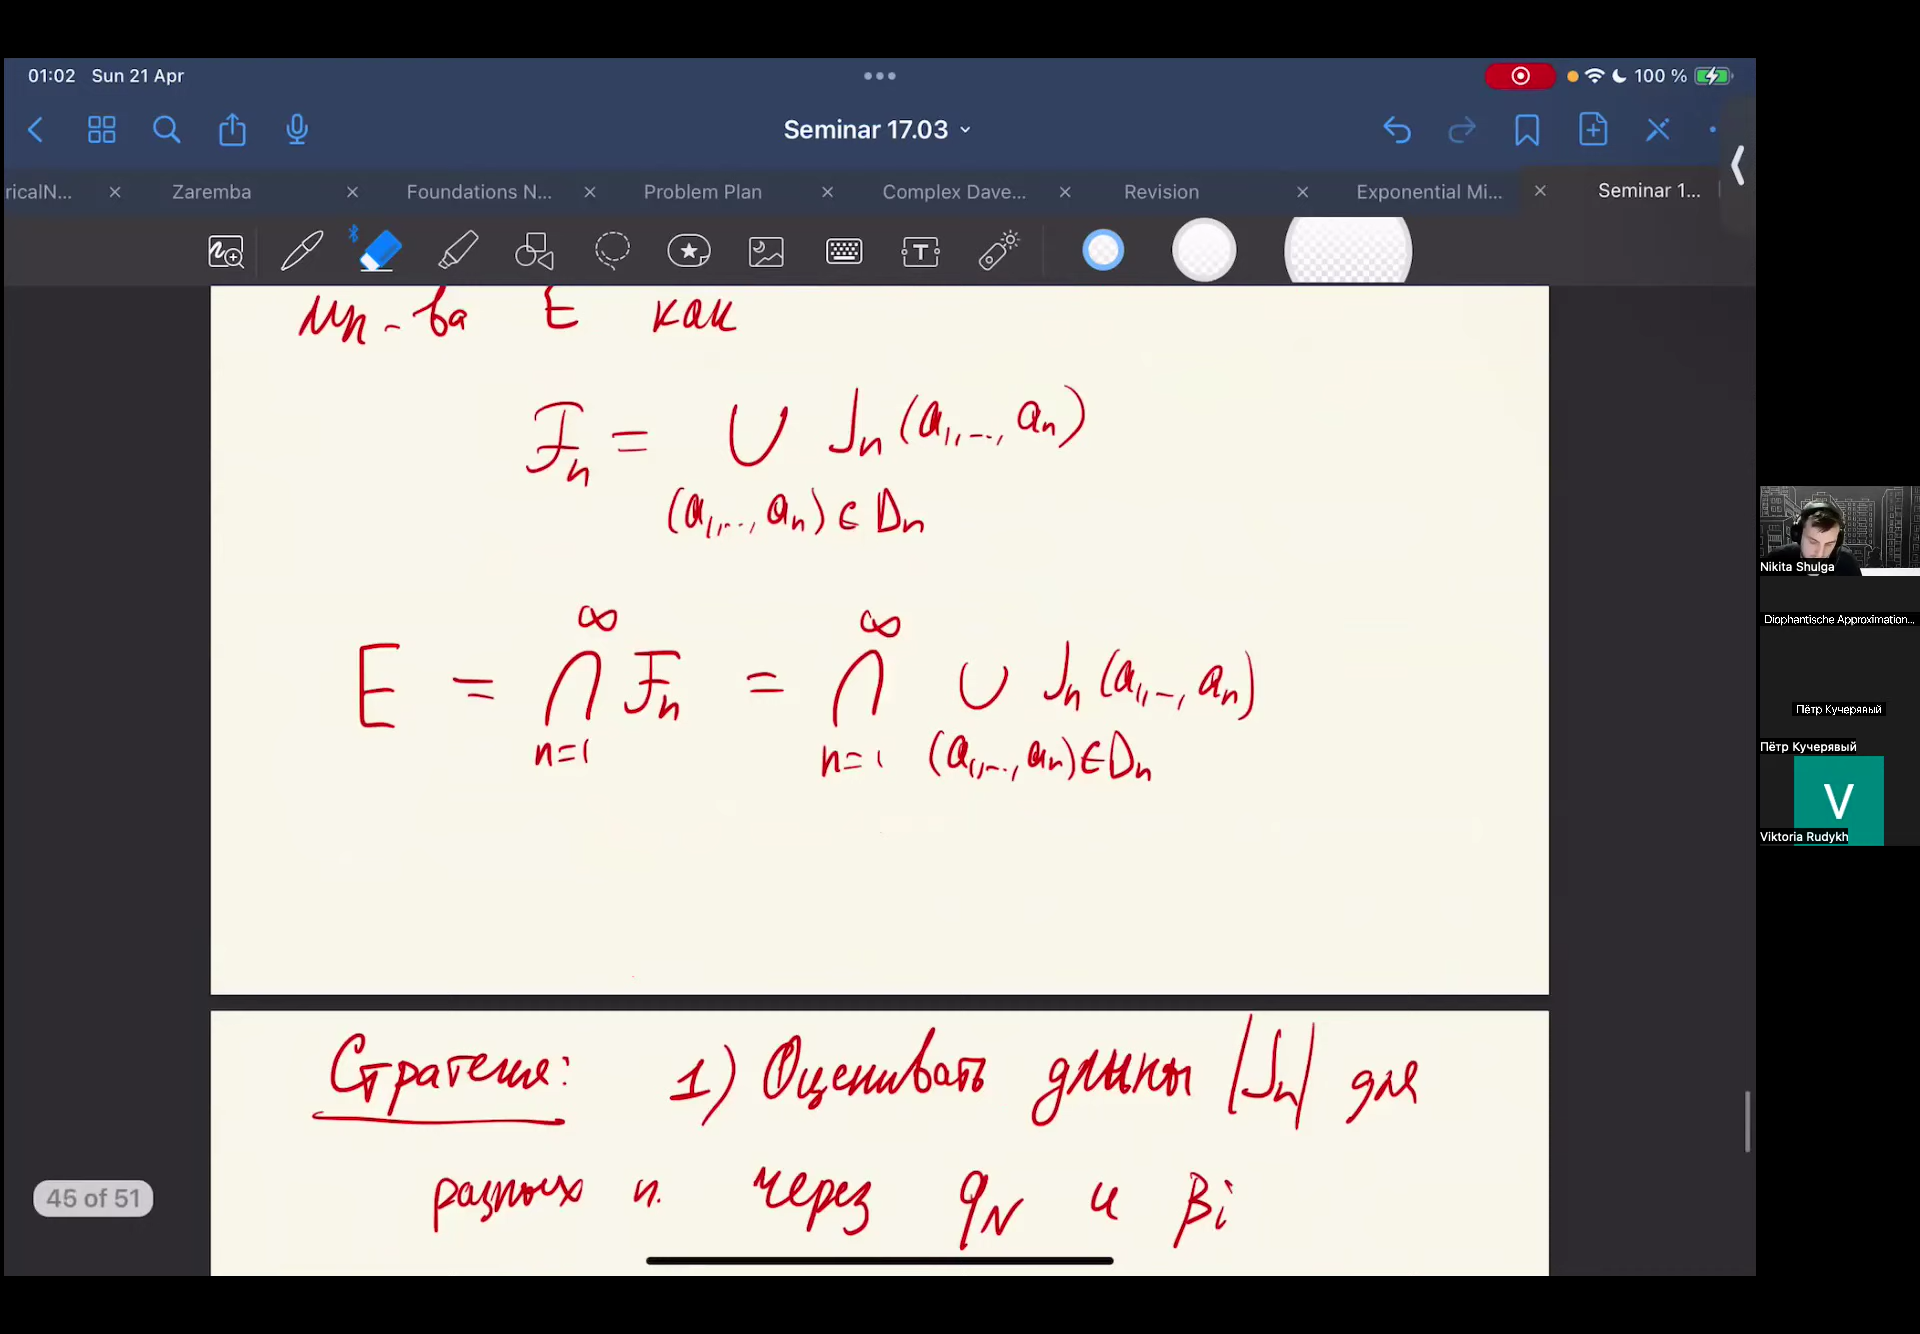 01:02 Sun 21 Apr
100 %
Seminar 17.03
ricalN...
Zaremba
Foundations N...
Problem Plan
Complex Dave...
Revision
Exponential Mi...
Seminar 1...
мн-ва E как
Fₙ = ∪ Jₙ (a₁,..., aₙ)
(a₁,..., aₙ) ∈ Dₙ
∞ ∞
E = ∩ Fₙ = ∩ ∪ Jₙ (a₁,..., aₙ)
n=1 n=1 (a₁,..., aₙ) ∈ Dₙ
Стратегия: 1) Оценивать длины |Jₙ| для
разных n. через q_N и βᵢ
45 of 51
Nikita Shulga
Diophantische Approximation...
Пётр Кучерявый
Пётр Кучерявый
V
Viktoria Rudykh